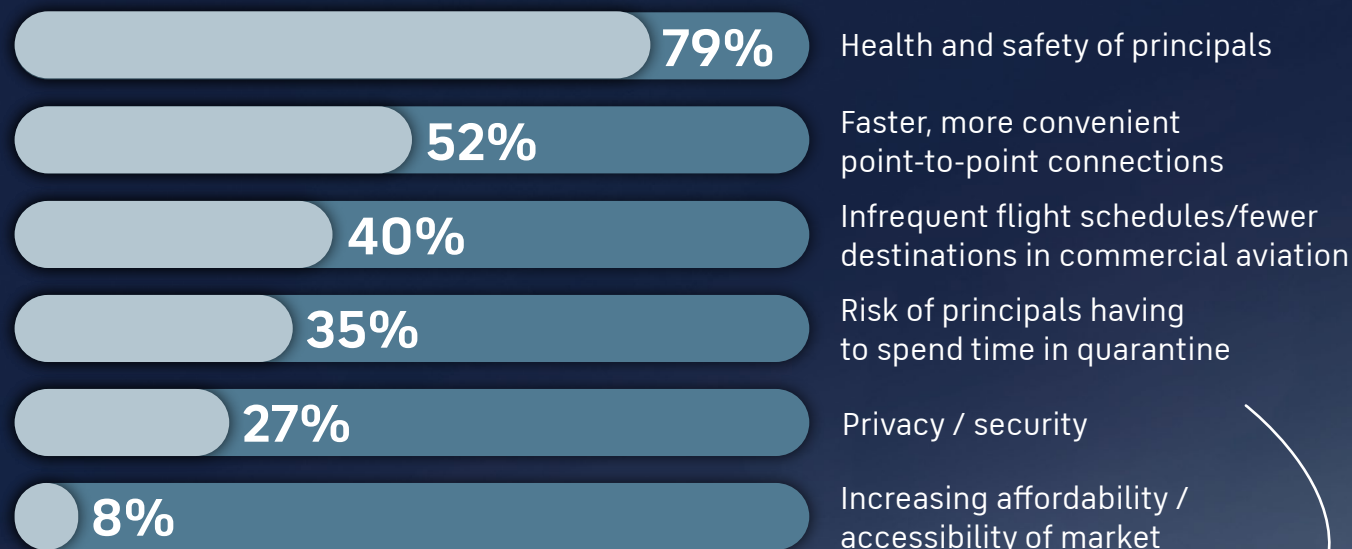 79%
Health and safety of principals
52%
Faster, more convenient
point-to-point connections
40%
Infrequent flight schedules/fewer
destinations in commercial aviation
35%
Risk of principals having
to spend time in quarantine
27%
Privacy / security
8%
Increasing affordability /
accessibility of market